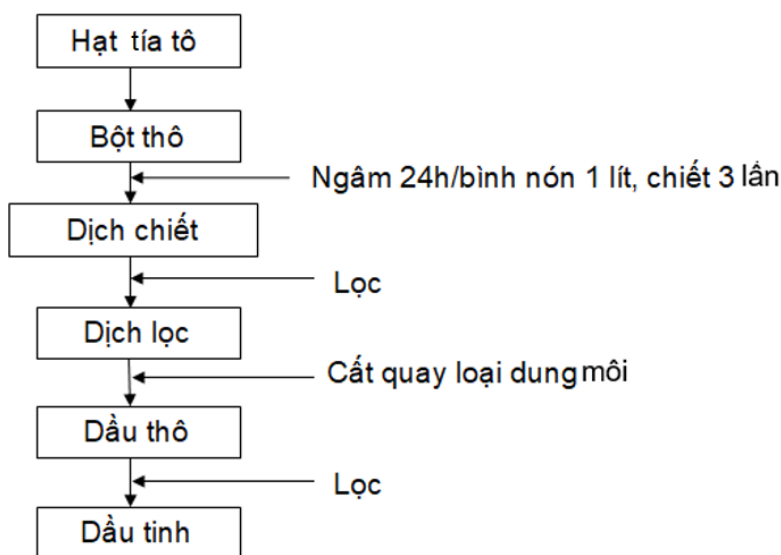 Hạt tía tô
Bột thô
Ngâm 24h/bình nón 1 lít, chiết 3 lần
Dịch chiết
Lọc
Dịch lọc
Cất quay loại dung môi
Dầu thô
Lọc
Dầu tinh